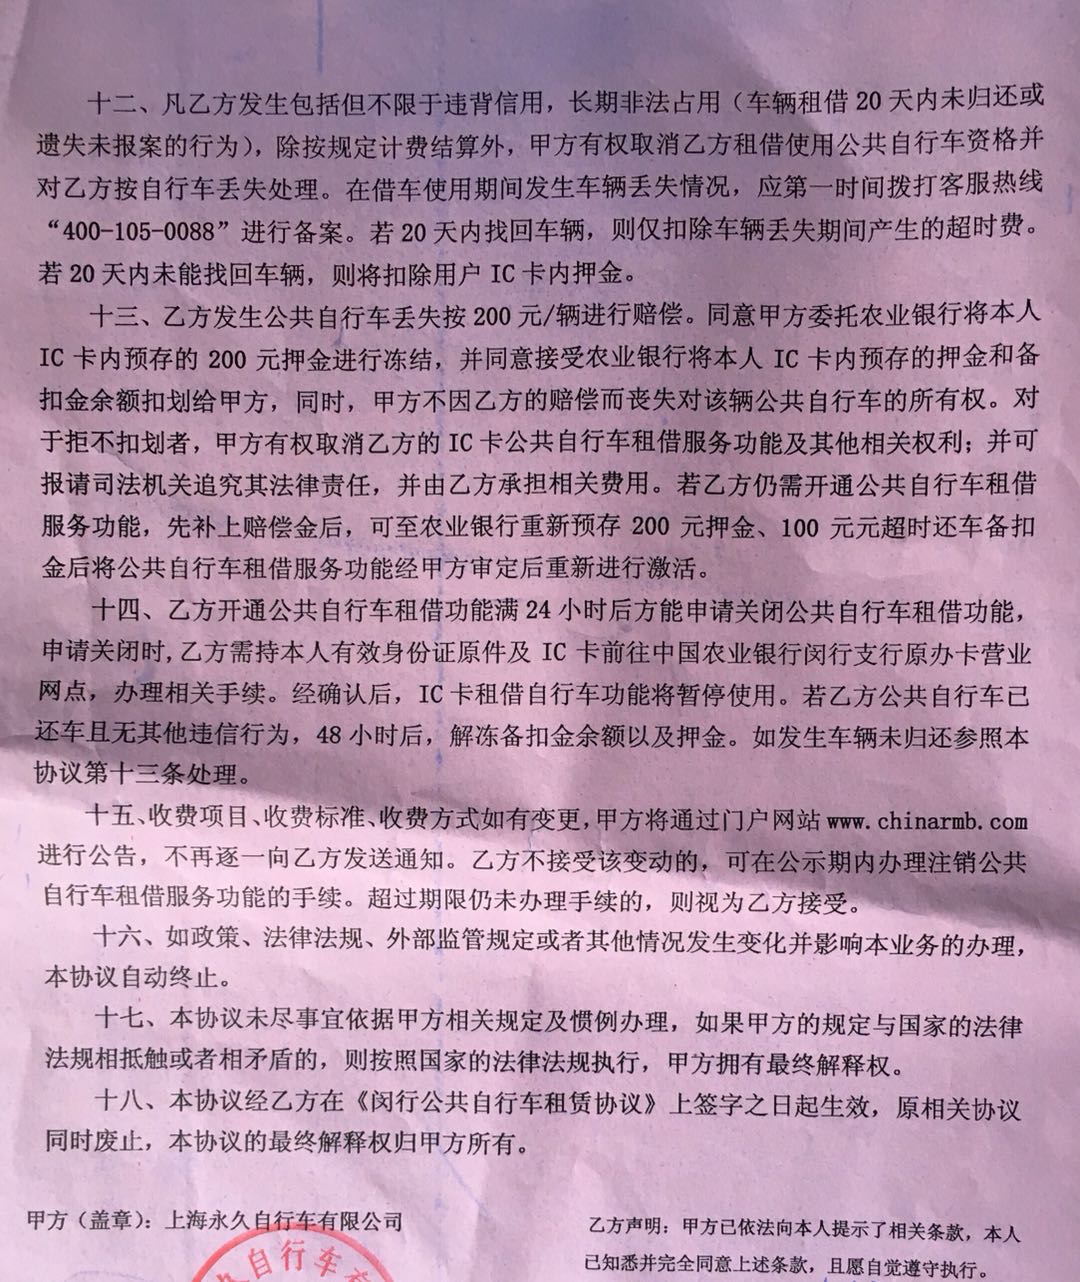 十二、凡乙方发生包括但不限于违背信用，长期非法占用（车辆租借 20 天内未归还或
遗失未报案的行为），除按规定计费结算外，甲方有权取消乙方租借使用公共自行车资格并
对乙方按自行车丢失处理。在借车使用期间发生车辆丢失情况，应第一时间拨打客服热线
“400-105-0088”进行备案。若 20 天内找回车辆，则仅扣除车辆丢失期间产生的超时费。
若 20 天内未能找回车辆，则将扣除用户 IC 卡内押金。
十三、乙方发生公共自行车丢失按 200 元/辆进行赔偿。同意甲方委托农业银行将本人
IC 卡内预存的 200 元押金进行冻结，并同意接受农业银行将本人 IC 卡内预存的押金和备
扣金余额扣划给甲方，同时，甲方不因乙方的赔偿而丧失对该辆公共自行车的所有权。对
于拒不扣划者，甲方有权取消乙方的 IC 卡公共自行车租借服务功能及其他相关权利；并可
报请司法机关追究其法律责任，并由乙方承担相关费用。若乙方仍需开通公共自行车租借
服务功能，先补上赔偿金后，可至农业银行重新预存 200 元押金、100 元元超时还车备扣
金后将公共自行车租借服务功能经甲方审定后重新进行激活。
十四、乙方开通公共自行车租借功能满 24 小时后方能申请关闭公共自行车租借功能，
申请关闭时,乙方需持本人有效身份证原件及 IC 卡前往中国农业银行闵行支行原办卡营业
网点，办理相关手续。经确认后，IC 卡租借自行车功能将暂停使用。若乙方公共自行车已
还车且无其他违信行为，48 小时后，解冻备扣金余额以及押金。如发生车辆未归还参照本
协议第十三条处理。
十五、收费项目、收费标准、收费方式如有变更,甲方将通过门户网站 www.chinarmb.com
进行公告，不再逐一向乙方发送通知。乙方不接受该变动的，可在公示期内办理注销公共
自行车租借服务功能的手续。超过期限仍未办理手续的，则视为乙方接受。
十六、如政策、法律法规、外部监管规定或者其他情况发生变化并影响本业务的办理，
本协议自动终止。
十七、本协议未尽事宜依据甲方相关规定及惯例办理，如果甲方的规定与国家的法律
法规相抵触或者相矛盾的，则按照国家的法律法规执行，甲方拥有最终解释权。
十八、本协议经乙方在《闵行公共自行车租赁协议》上签字之日起生效，原相关协议
同时废止，本协议的最终解释权归甲方所有。
甲方（盖章）：上海永久自行车有限公司
乙方声明：甲方已依法向本人提示了相关条款，本人
已知悉并完全同意上述条款，且愿自觉遵守执行。
自行车